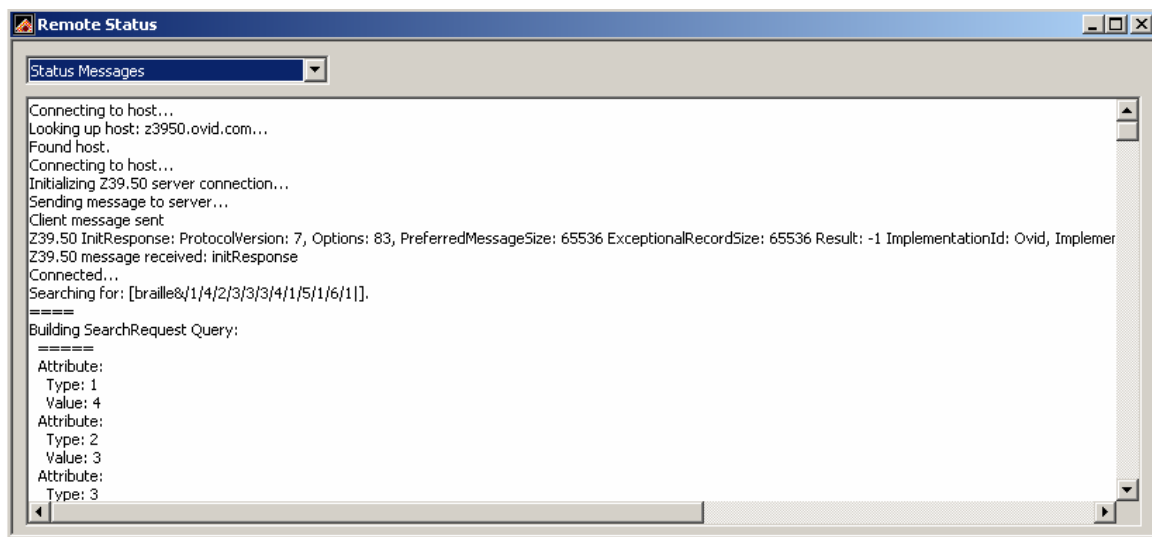 Remote Status
Status Messages
Connecting to host...
Looking up host: z3950.ovid.com...
Found host.
Connecting to host...
Initializing Z39.50 server connection...
Sending message to server...
Client message sent
Z39.50 InitResponse: ProtocolVersion: 7, Options: 83, PreferredMessageSize: 65536 ExceptionalRecordSize: 65536 Result: -1 ImplementationId: Ovid, Implemer
Z39.50 message received: initResponse
Connected...
Searching for: [braille&/1/4/2/3/3/3/4/1/5/1/6/1|].
====
Building SearchRequest Query:
=====
Attribute:
Type: 1
Value: 4
Attribute:
Type: 2
Value: 3
Attribute:
Type: 3